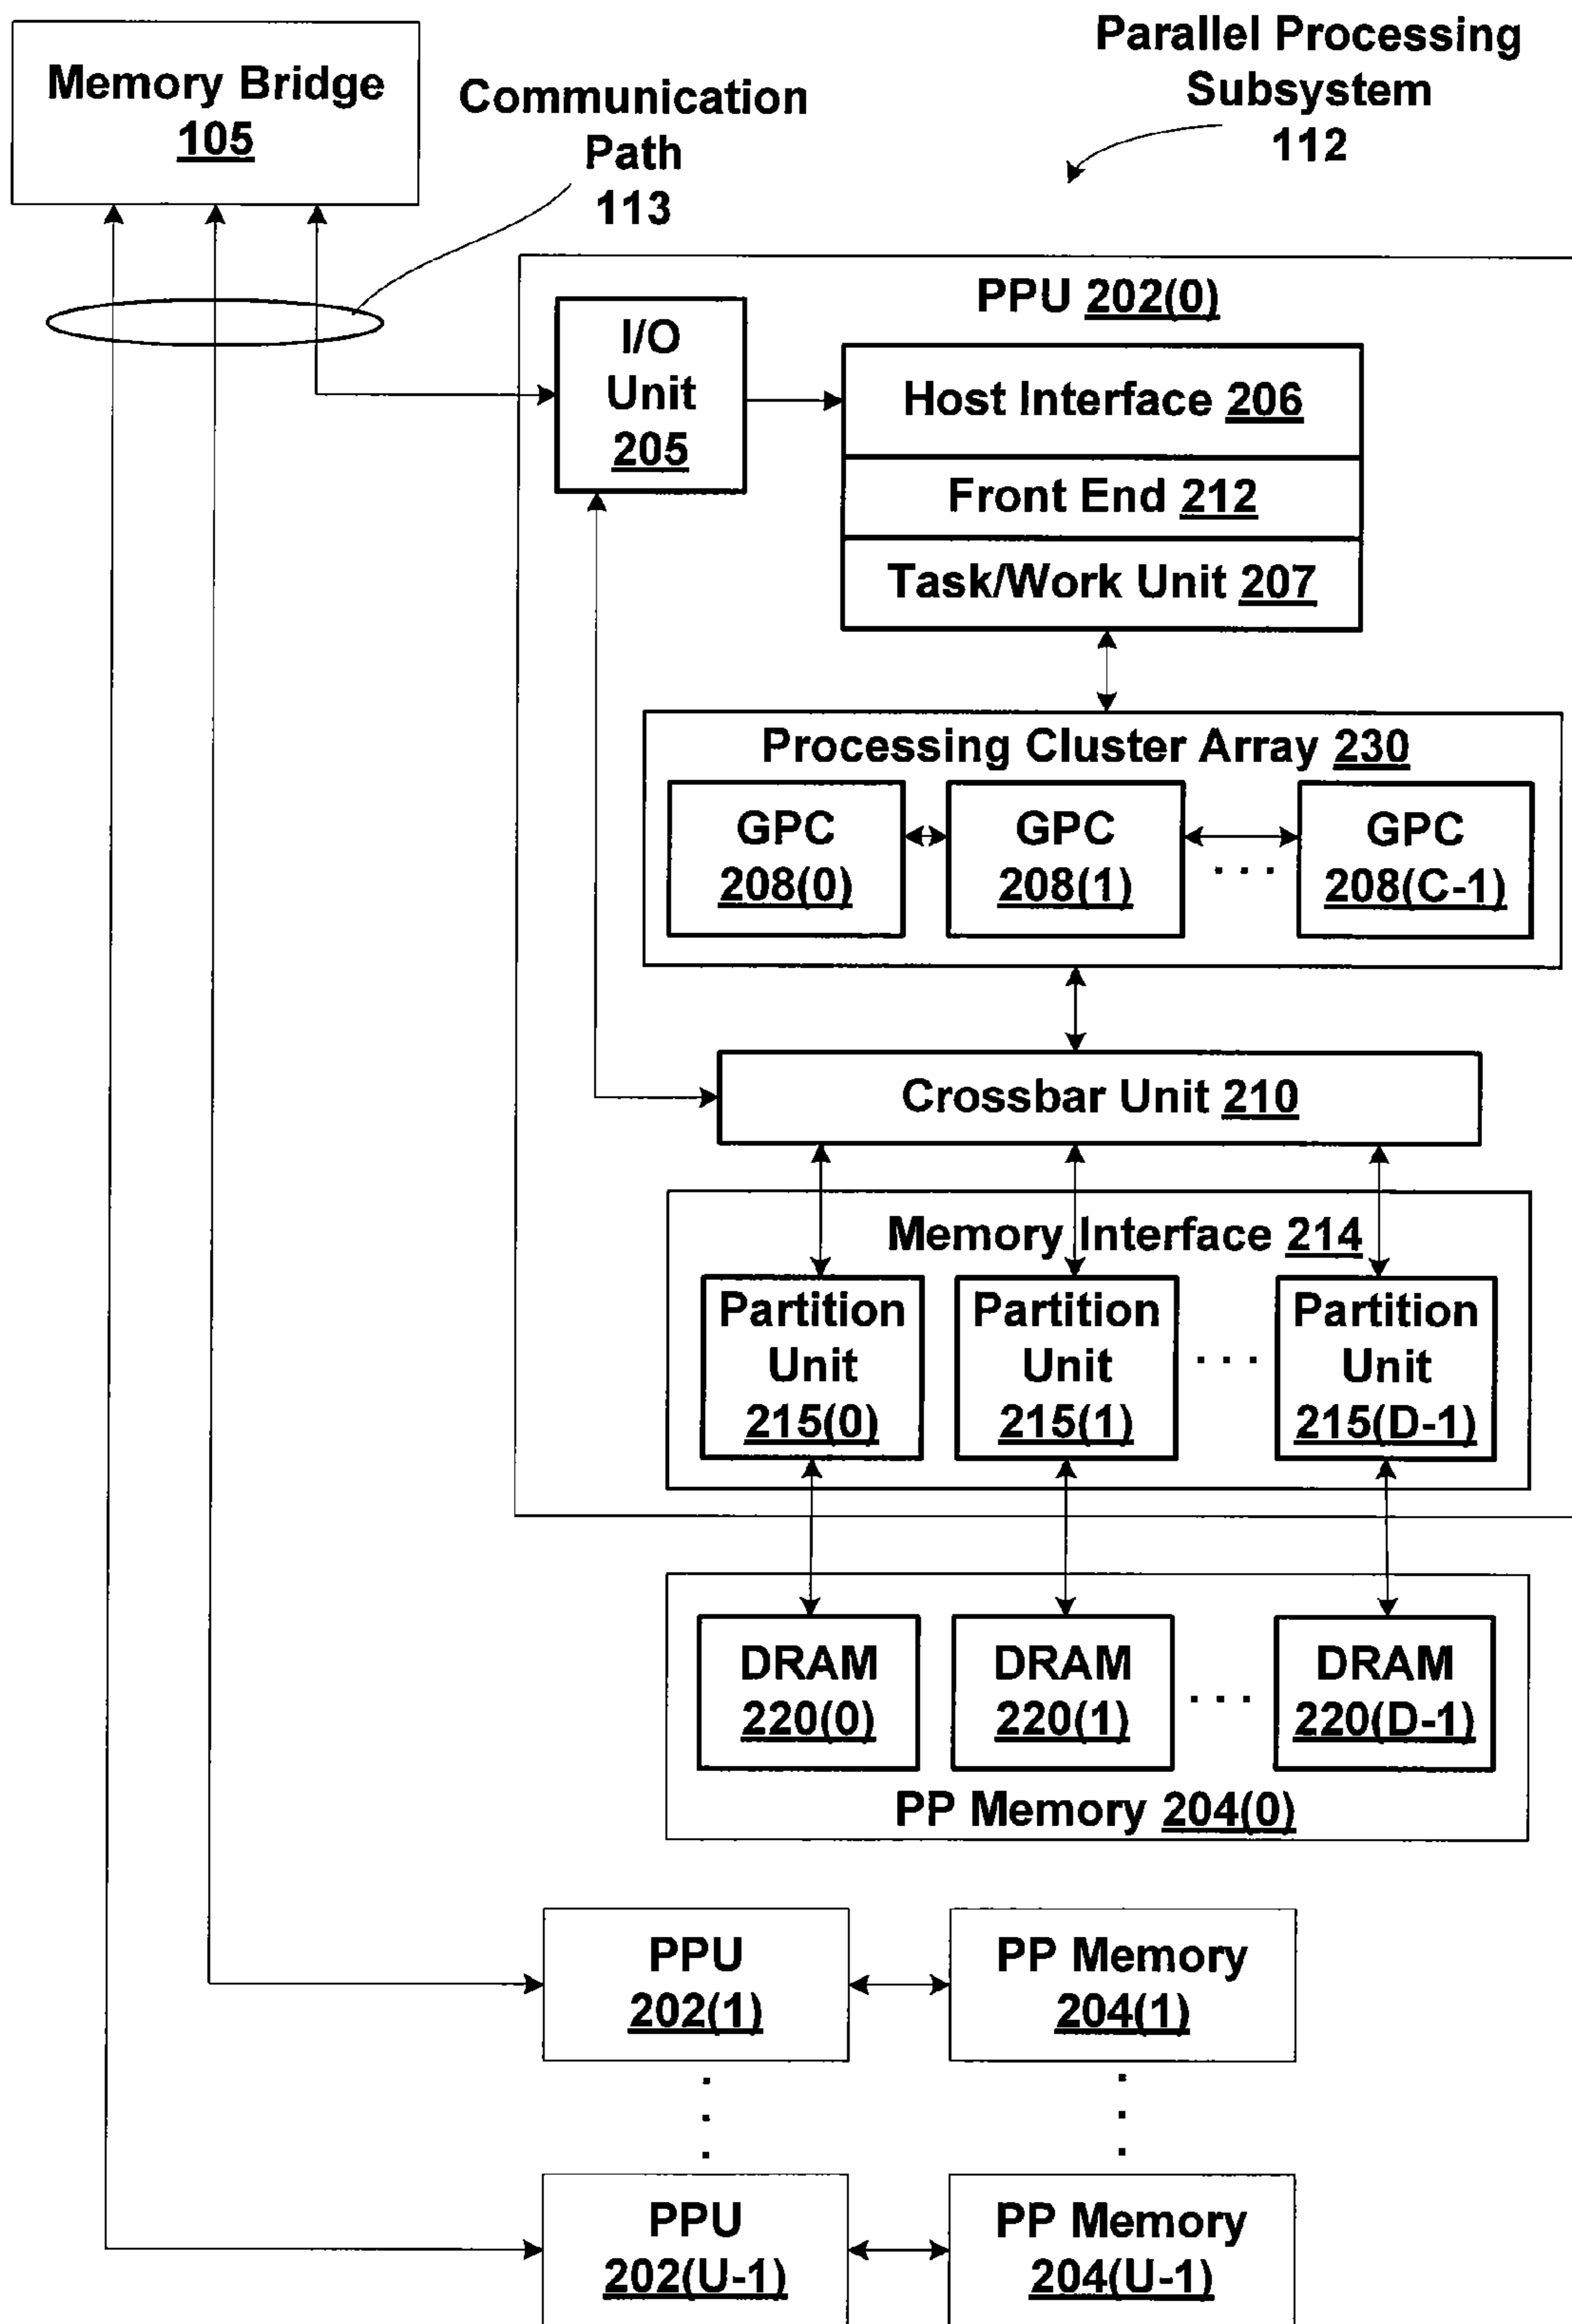 Memory Bridge
105
Communication
Path
113
Parallel Processing
Subsystem
112
PPU 202(0)
I/O
Unit
205
Host Interface 206
Front End 212
Task/Work Unit 207
Processing Cluster Array 230
GPC
208(0)
GPC
208(1)
. . .
GPC
208(C-1)
Crossbar Unit 210
Memory Interface 214
Partition
Unit
215(0)
Partition
Unit
215(1)
. . .
Partition
Unit
215(D-1)
DRAM
220(0)
DRAM
220(1)
. . .
DRAM
220(D-1)
PP Memory 204(0)
PPU
202(1)
PP Memory
204(1)
PPU
202(U-1)
PP Memory
204(U-1)